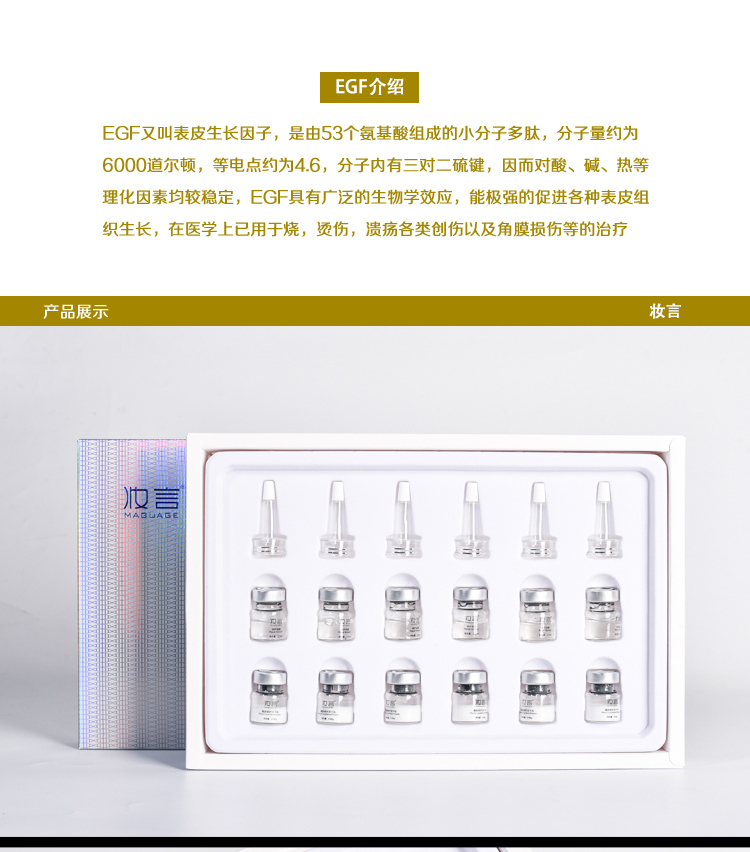 EGF介绍
EGF又叫表皮生长因子，是由53个氨基酸组成的小分子多肽，分子量约为
6000道尔顿，等电点约为4.6，分子内有三对二硫键，因而对酸、碱、热等
理化因素均较稳定，EGF具有广泛的生物学效应，能极强的促进各种表皮组
织生长，在医学上已用于烧，烫伤，溃疡各类创伤以及角膜损伤等的治疗
产品展示 妆言
妆言
MAQUAGE